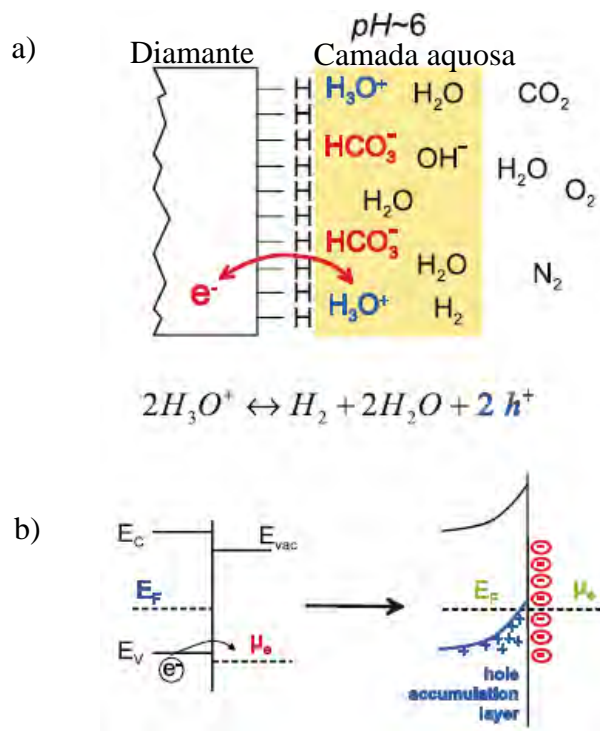 pH~6
a) Diamante Camada aquosa
H H₃O⁺ H₂O CO₂
H
H HCO₃⁻ OH⁻ H₂O
H O₂
H H₂O
H
H HCO₃⁻ H₂O
H e⁻ N₂
H H₃O⁺ H₂
H
2H₃O⁺ ↔ H₂ + 2H₂O + 2 h⁺
b)
E_C E_vac
E_F E_F μ_e
E_V μ_e
e⁻
hole
accumulation
layer